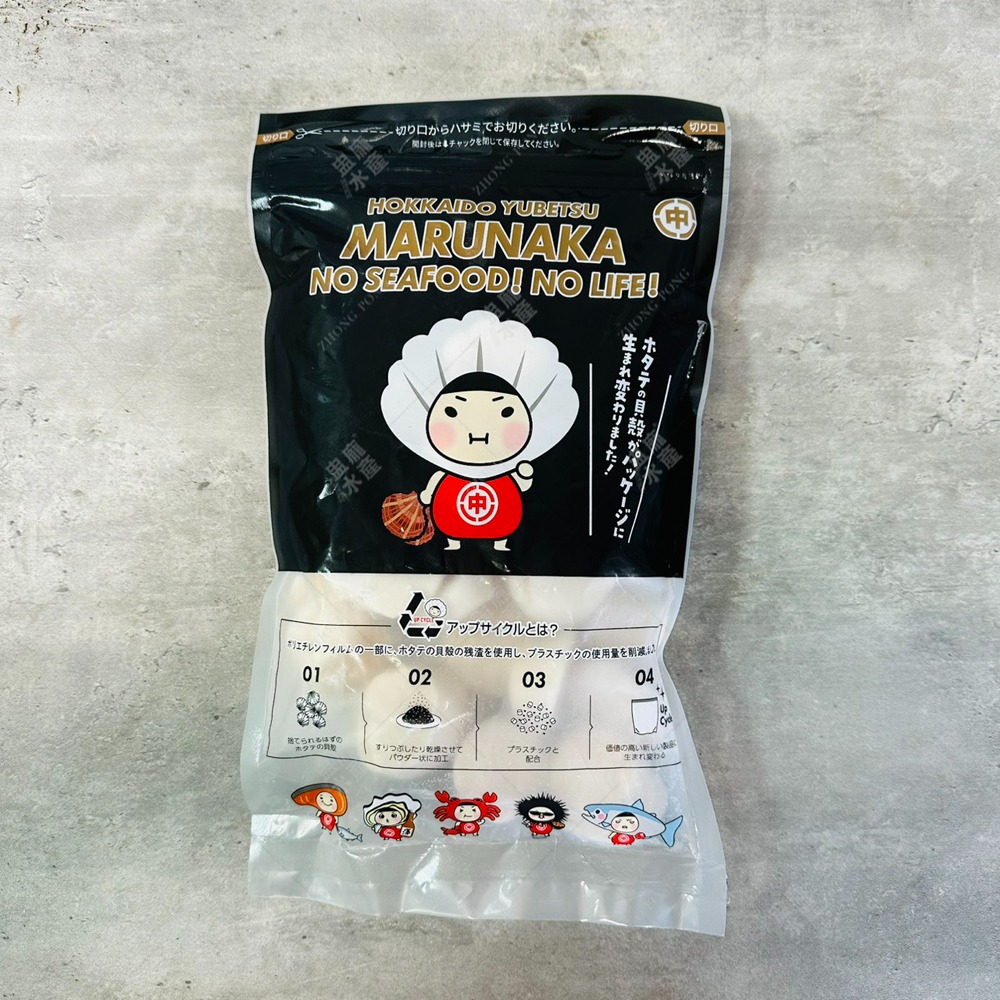 切り口
切り口からハサミでお切りください。
切り口
開封後は⬇チャックを閉じて保存してください。
HOKKAIDO YUBETSU
MARUNAKA
NO SEAFOOD! NO LIFE!
中
ホタテの貝殻がパッケージに
生まれ変わりました!
中
UP CYCLE
アップサイクルとは?
ポリエチレンフィルムの一部に、ホタテの貝殻の残渣を使用し、プラスチックの使用量を削減
01
02
03
04
Up
Cycle
捨てられるはずの
ホタテの貝殻
すりつぶしたり乾燥させて
パウダー状に加工
プラスチックと
配合
価値の高い新しい製品に
生まれ変わる
ZHONG PONG